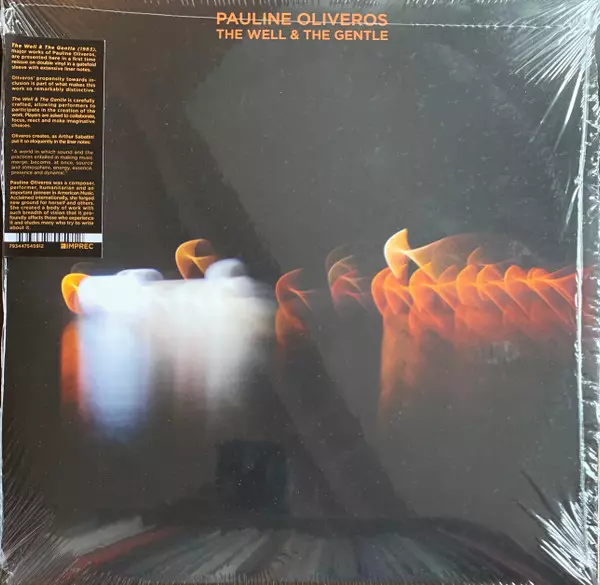 PAULINE OLIVEROS
THE WELL & THE GENTLE
The Well & The Gentle (1985),
major works of Pauline Oliveros,
are presented here in a first time
reissue on double vinyl in a gatefold
sleeve with extensive liner notes.
Oliveros' propensity towards in-
clusion is part of what makes this
work so remarkably distinctive.
The Well & The Gentle is carefully
crafted, allowing performers to
participate in the creation of the
work. Players are asked to collaborate,
focus, react and make imaginative
choices.
Oliveros creates, as Arthur Sabatini
put it so eloquently in the liner notes:
"A world in which sound and the
practices entailed in making music
merge; become, at once, source
and atmosphere, energy, essence,
presence and dynamic."
Pauline Oliveros was a composer,
performer, humanitarian and an
important pioneer in American Music.
Acclaimed internationally, she forged
new ground for herself and others.
She created a body of work with
such breadth of vision that it pro-
foundly affects those who experience
it and eludes many who try to write
about it.
793447545912
IMPREC